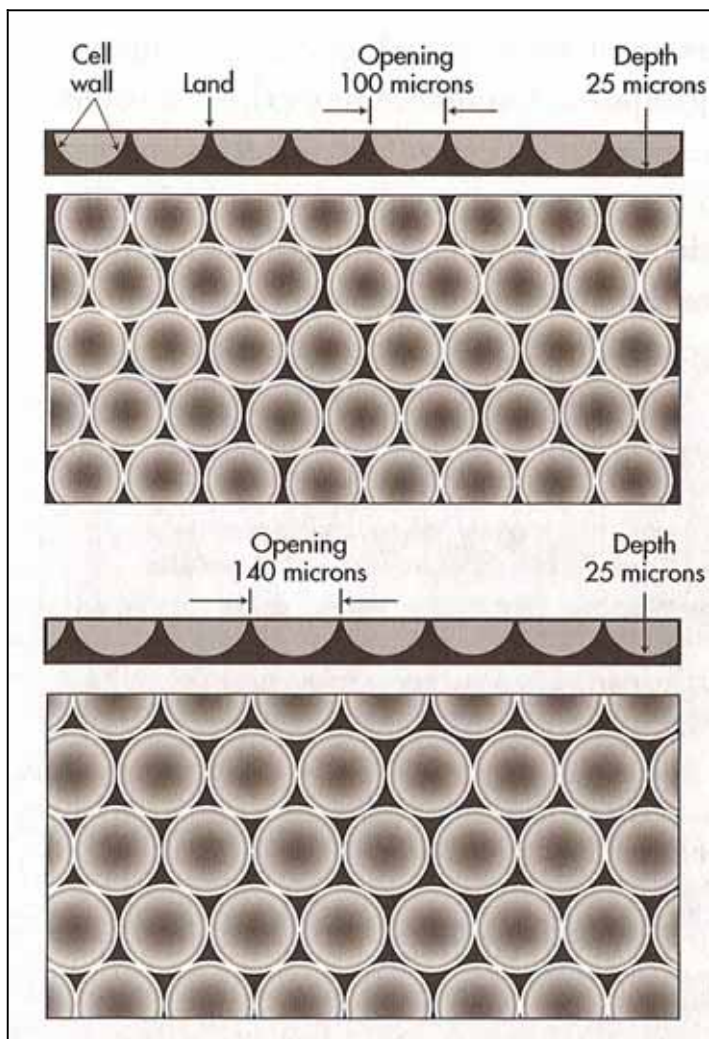 Cell
wall
Land
Opening
100 microns
Depth
25 microns
Opening
140 microns
Depth
25 microns